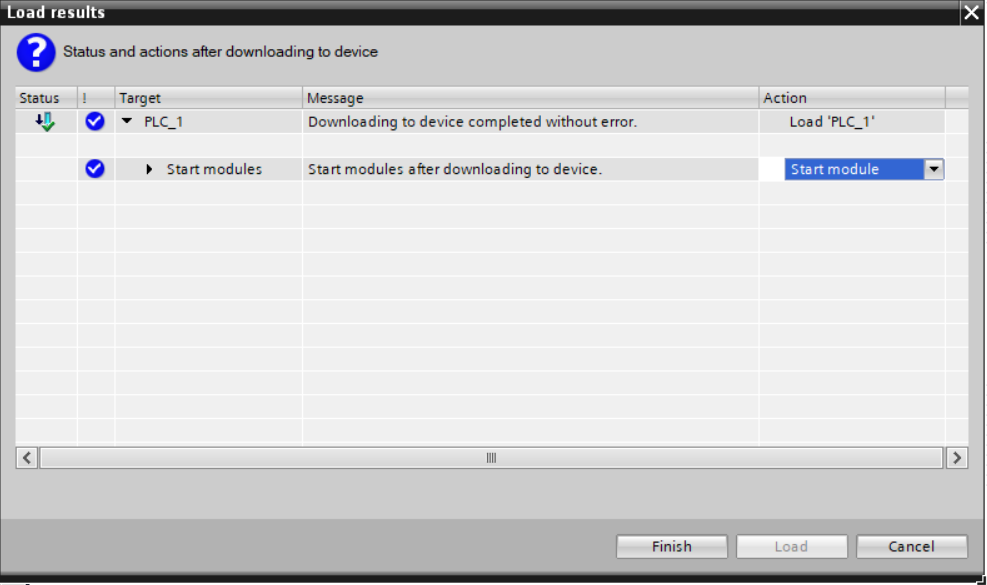 Load results
Status and actions after downloading to device
Status ! Target Message Action
PLC_1 Downloading to device completed without error. Load 'PLC_1'
Start modules Start modules after downloading to device. Start module
Finish Load Cancel